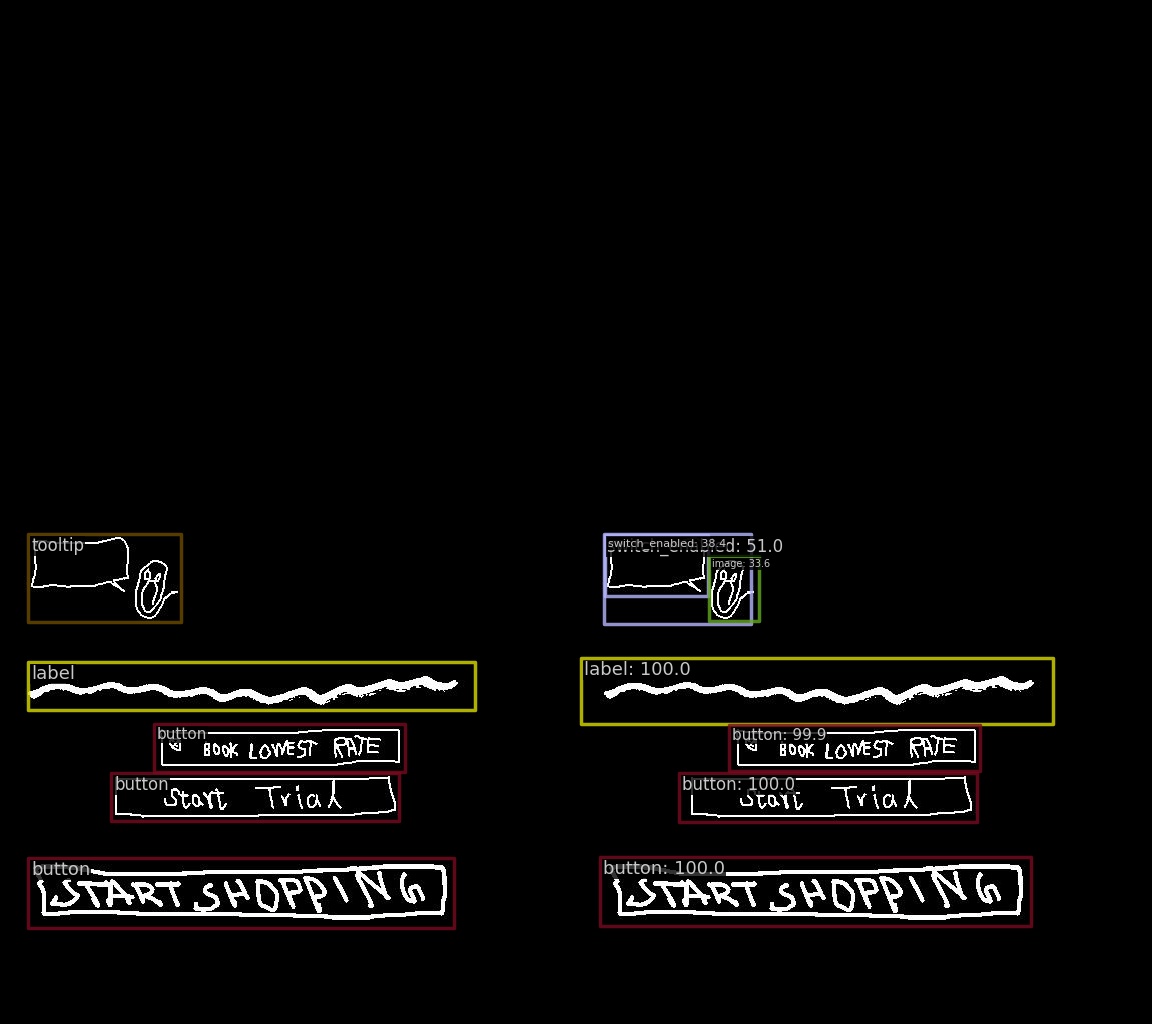 tooltip
switch_enabled: 38.4
switch_enabled: 51.0
image: 33.6
label
label: 100.0
button
BOOK LOWEST RATE
button: 99.9
BOOK LOWEST RATE
button
Start Trial
button: 100.0
Start Trial
button
START SHOPPING
button: 100.0
START SHOPPING